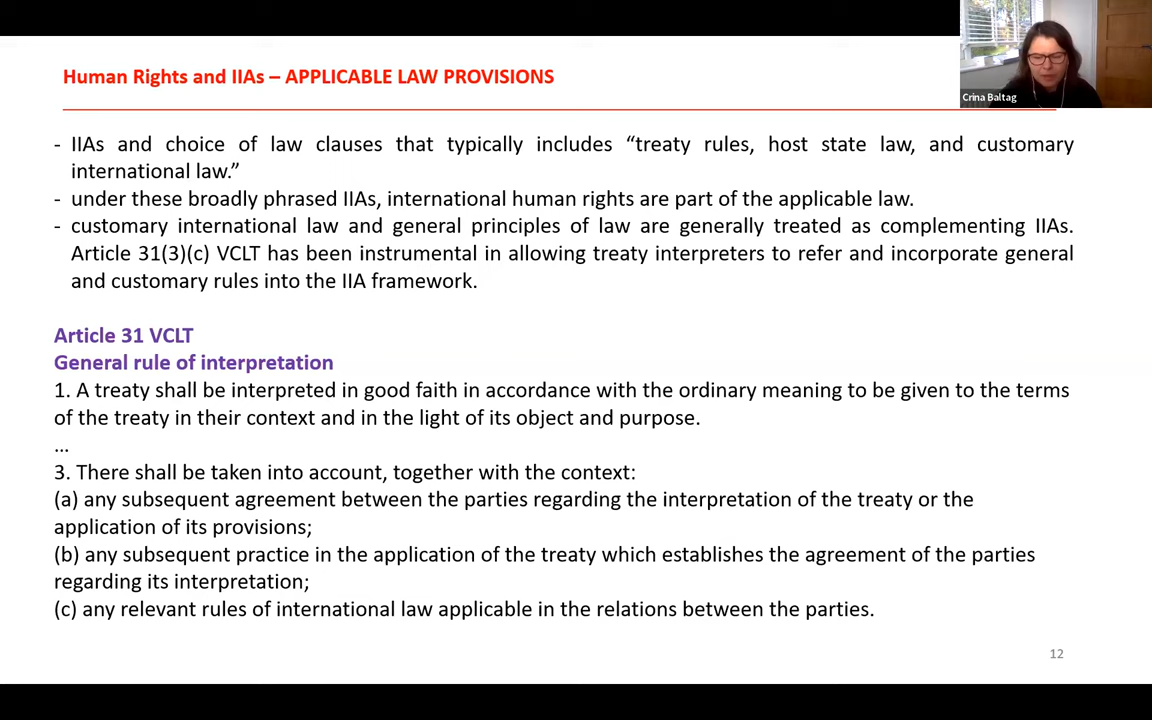 Human Rights and IIAs – APPLICABLE LAW PROVISIONS
Crina Baltag
- IIAs and choice of law clauses that typically includes “treaty rules, host state law, and customary
international law.”
- under these broadly phrased IIAs, international human rights are part of the applicable law.
- customary international law and general principles of law are generally treated as complementing IIAs.
Article 31(3)(c) VCLT has been instrumental in allowing treaty interpreters to refer and incorporate general
and customary rules into the IIA framework.
Article 31 VCLT
General rule of interpretation
1. A treaty shall be interpreted in good faith in accordance with the ordinary meaning to be given to the terms
of the treaty in their context and in the light of its object and purpose.
...
3. There shall be taken into account, together with the context:
(a) any subsequent agreement between the parties regarding the interpretation of the treaty or the
application of its provisions;
(b) any subsequent practice in the application of the treaty which establishes the agreement of the parties
regarding its interpretation;
(c) any relevant rules of international law applicable in the relations between the parties.
12